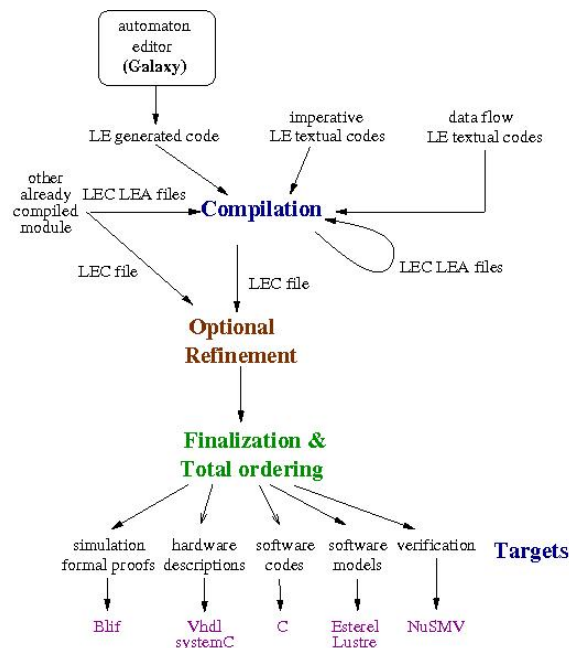 automaton
editor
(Galaxy)
LE generated code
imperative
LE textual codes
data flow
LE textual codes
other
already
compiled
module
LEC LEA files
Compilation
LEC file
LEC file
LEC LEA files
Optional
Refinement
Finalization &
Total ordering
simulation
formal proofs
hardware
descriptions
software
codes
software
models
verification
Targets
Blif
Vhdl
systemC
C
Esterel
Lustre
NuSMV